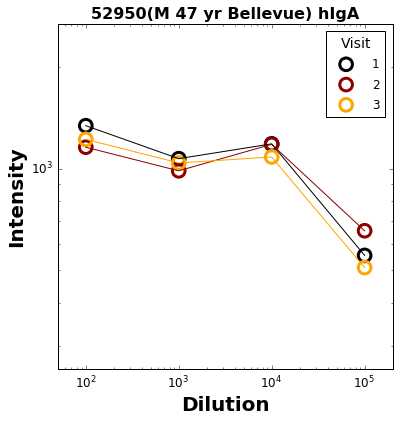 52950(M 47 yr Bellevue) hIgA
Visit
1
2
3
Intensity
10³
10² 10³ 10⁴ 10⁵
Dilution